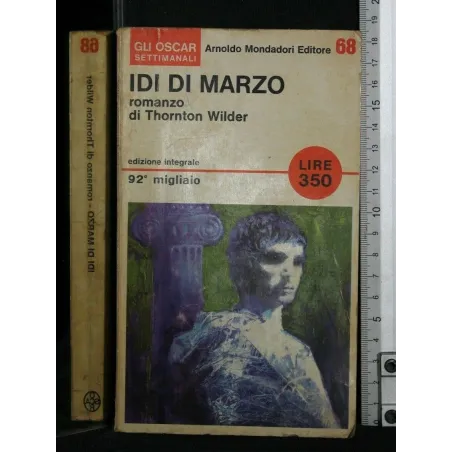 GLI OSCAR
SETTIMANALI
Arnoldo Mondadori Editore 68
IDI DI MARZO
romanzo
di Thornton Wilder
edizione integrale
92° migliaio
LIRE
350
68
IDI DI MARZO - romanzo di Thornton Wilder